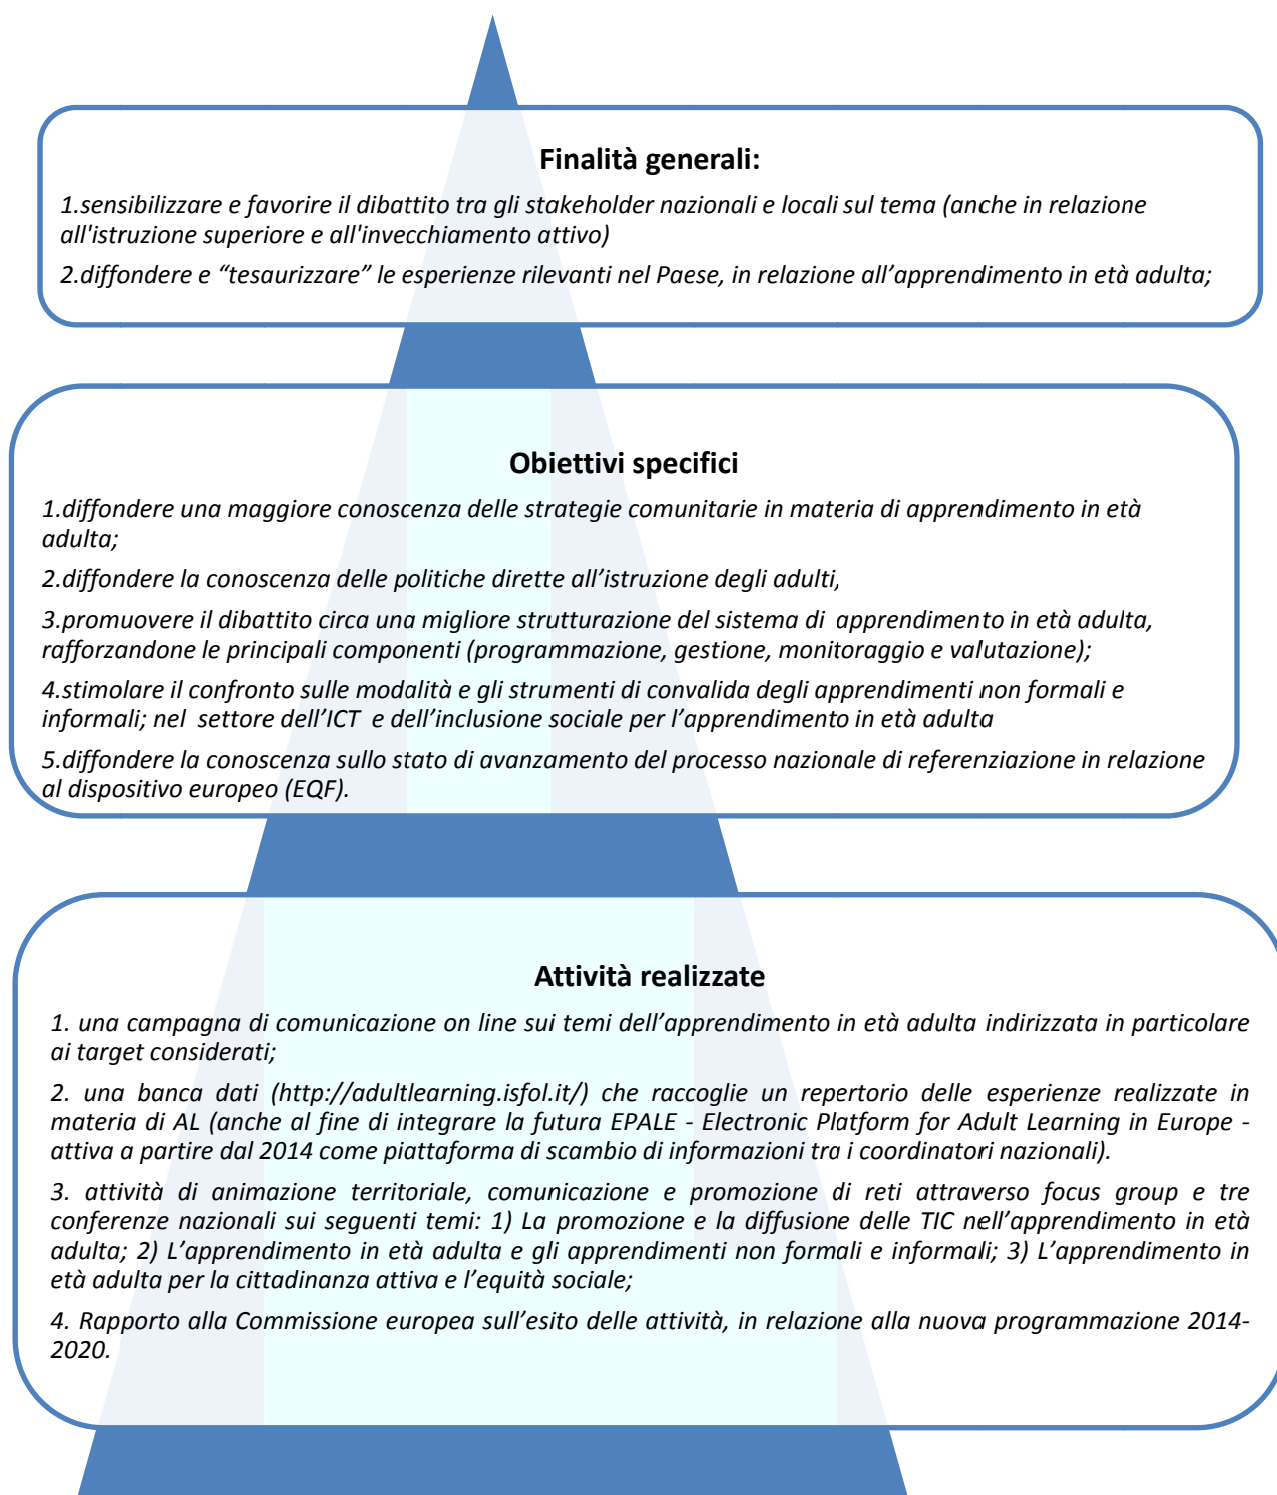 Finalità generali:
1.sensibilizzare e favorire il dibattito tra gli stakeholder nazionali e locali sul tema (anche in relazione
all'istruzione superiore e all'invecchiamento attivo)
2.diffondere e “tesaurizzare” le esperienze rilevanti nel Paese, in relazione all’apprendimento in età adulta;
Obiettivi specifici
1.diffondere una maggiore conoscenza delle strategie comunitarie in materia di apprendimento in età
adulta;
2.diffondere la conoscenza delle politiche dirette all’istruzione degli adulti,
3.promuovere il dibattito circa una migliore strutturazione del sistema di apprendimento in età adulta,
rafforzandone le principali componenti (programmazione, gestione, monitoraggio e valutazione);
4.stimolare il confronto sulle modalità e gli strumenti di convalida degli apprendimenti non formali e
informali; nel settore dell’ICT e dell’inclusione sociale per l’apprendimento in età adulta
5.diffondere la conoscenza sullo stato di avanzamento del processo nazionale di referenziazione in relazione
al dispositivo europeo (EQF).
Attività realizzate
1. una campagna di comunicazione on line sui temi dell’apprendimento in età adulta indirizzata in particolare
ai target considerati;
2. una banca dati (http://adultlearning.isfol.it/) che raccoglie un repertorio delle esperienze realizzate in
materia di AL (anche al fine di integrare la futura EPALE - Electronic Platform for Adult Learning in Europe -
attiva a partire dal 2014 come piattaforma di scambio di informazioni tra i coordinatori nazionali).
3. attività di animazione territoriale, comunicazione e promozione di reti attraverso focus group e tre
conferenze nazionali sui seguenti temi: 1) La promozione e la diffusione delle TIC nell’apprendimento in età
adulta; 2) L’apprendimento in età adulta e gli apprendimenti non formali e informali; 3) L’apprendimento in
età adulta per la cittadinanza attiva e l’equità sociale;
4. Rapporto alla Commissione europea sull’esito delle attività, in relazione alla nuova programmazione 2014-
2020.